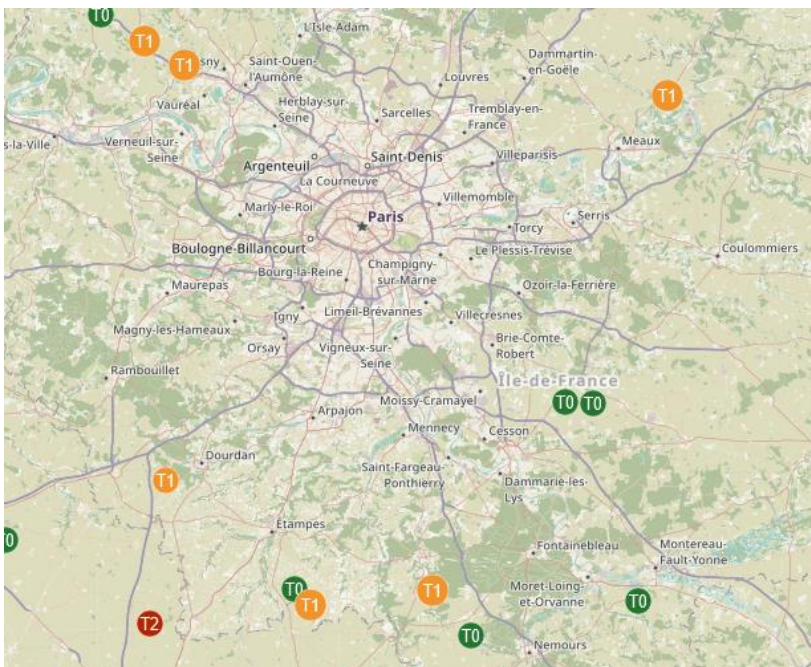 T0
L'Isle-Adam
T1
T1
sny
Saint-Ouen-
l'Aumône
Dammartin-
en-Goële
Louvres
Vauréal
Herblay-sur-
Seine
Sarcelles
Tremblay-en-
France
T1
s-la-Ville
Verneuil-sur-
Seine
Meaux
Argenteuil
Saint-Denis
Villeparisis
La Courneuve
Marly-le-Roi
Villemomble
Paris
Serris
Torcy
Boulogne-Billancourt
Le Plessis-Trévise
Coulommiers
Bourg-la-Reine
Champigny-
sur-Marne
Maurepas
Ozoir-la-Ferrière
Igny
Limeil-Brévannes
Villecresnes
Magny-les-Hameaux
Orsay
Vigneux-sur-
Seine
Brie-Comte-
Robert
Rambouillet
Île-de-France
Moissy-Cramayel
T0
T0
Arpajon
Mennecy
Cesson
Dourdan
T1
Saint-Fargeau-
Ponthierry
Dammarie-les-
Lys
Étampes
T0
Fontainebleau
Montereau-
Fault-Yonne
Moret-Loing-
et-Orvanne
T0
T1
T1
T0
T2
T0
Nemours